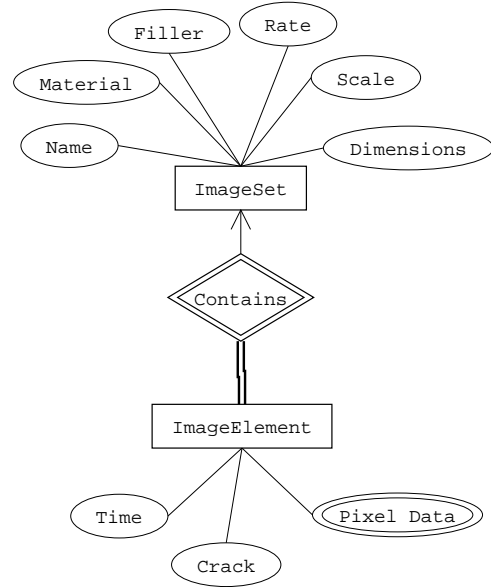 Filler
Rate
Material
Scale
Name
Dimensions
ImageSet
Contains
ImageElement
Time
Pixel Data
Crack